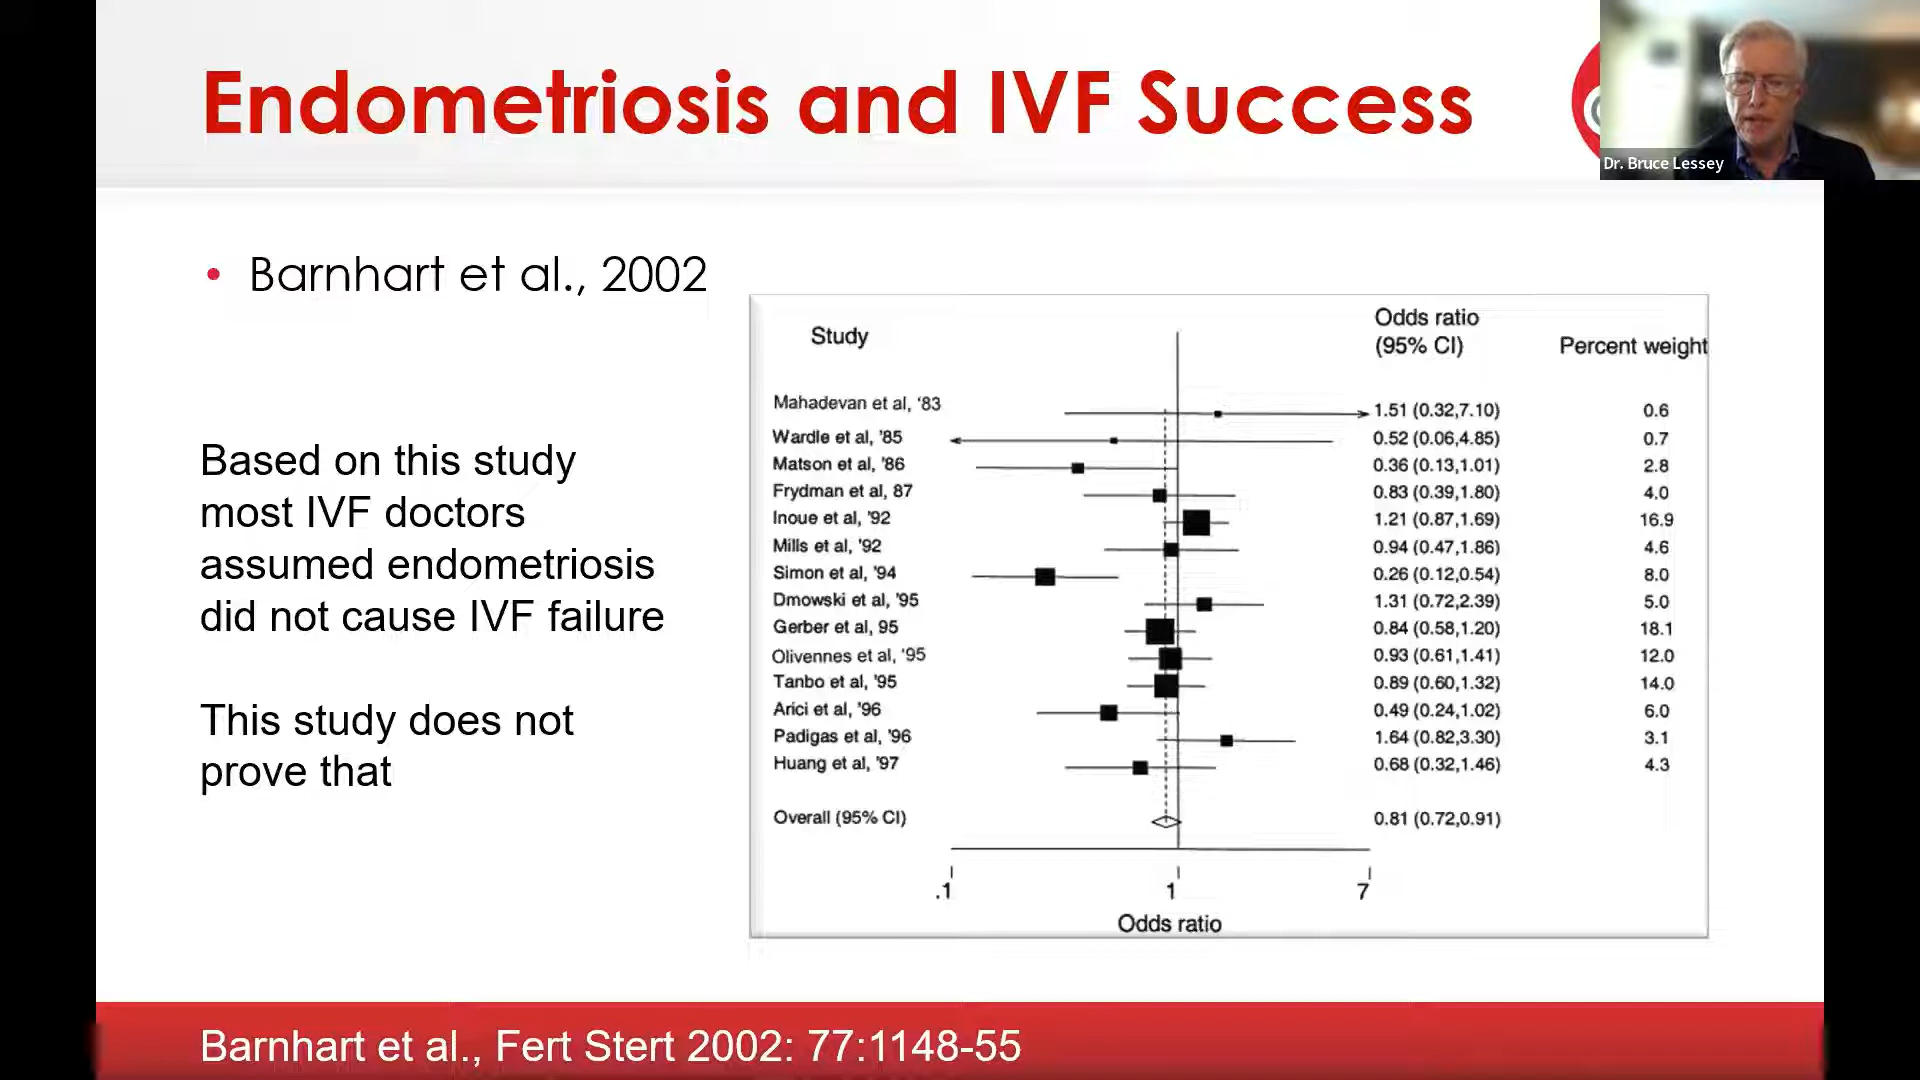 Endometriosis and IVF Success
Dr. Bruce Lessey
• Barnhart et al., 2002
Based on this study
most IVF doctors
assumed endometriosis
did not cause IVF failure
This study does not
prove that
Study Odds ratio (95% CI) Percent weight
Mahadevan et al, '83 1.51 (0.32,7.10) 0.6
Wardle et al, '85 0.52 (0.06,4.85) 0.7
Matson et al, '86 0.36 (0.13,1.01) 2.8
Frydman et al, 87 0.83 (0.39,1.80) 4.0
Inoue et al, '92 1.21 (0.87,1.69) 16.9
Mills et al, '92 0.94 (0.47,1.86) 4.6
Simon et al, '94 0.26 (0.12,0.54) 8.0
Dmowski et al, '95 1.31 (0.72,2.39) 5.0
Gerber et al, 95 0.84 (0.58,1.20) 18.1
Olivennes et al, '95 0.93 (0.61,1.41) 12.0
Tanbo et al, '95 0.89 (0.60,1.32) 14.0
Arici et al, '96 0.49 (0.24,1.02) 6.0
Padigas et al, '96 1.64 (0.82,3.30) 3.1
Huang et al, '97 0.68 (0.32,1.46) 4.3
Overall (95% CI) 0.81 (0.72,0.91)
.1 1 7
Odds ratio
Barnhart et al., Fert Stert 2002: 77:1148-55